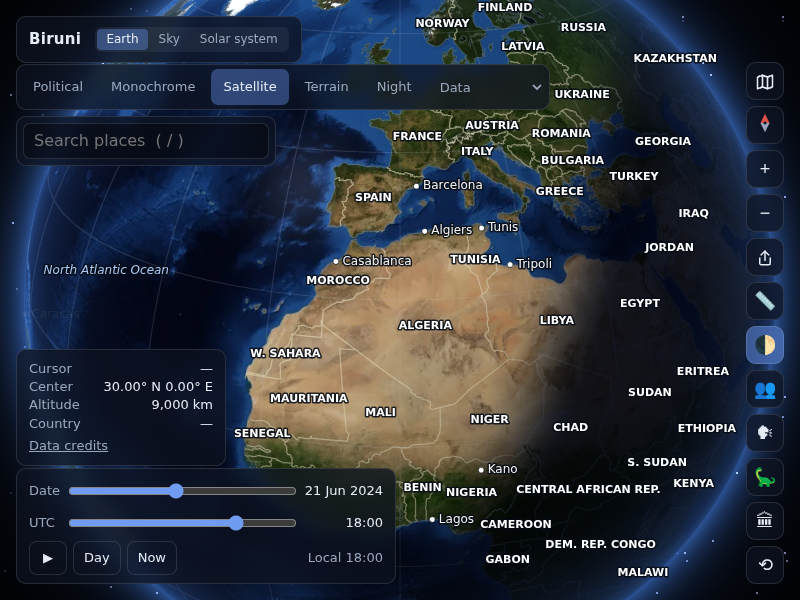 Biruni
Earth Sky Solar system
Political Monochrome Satellite Terrain Night Data
Search places ( / )
FINLAND
NORWAY
RUSSIA
LATVIA
KAZAKHSTAN
UKRAINE
AUSTRIA
FRANCE
ROMANIA
GEORGIA
ITALY
BULGARIA
TURKEY
Barcelona
SPAIN
GREECE
IRAQ
Algiers
Tunis
JORDAN
Casablanca
TUNISIA
Tripoli
North Atlantic Ocean
MOROCCO
EGYPT
Caracas
ALGERIA
LIBYA
W. SAHARA
ERITREA
SUDAN
MAURITANIA
MALI
NIGER
CHAD
ETHIOPIA
SENEGAL
S. SUDAN
Kano
KENYA
BENIN
NIGERIA
CENTRAL AFRICAN REP.
Lagos
CAMEROON
DEM. REP. CONGO
GABON
MALAWI
Cursor —
Center 30.00° N 0.00° E
Altitude 9,000 km
Country —
Data credits
Date 21 Jun 2024
UTC 18:00
▶ Day Now Local 18:00